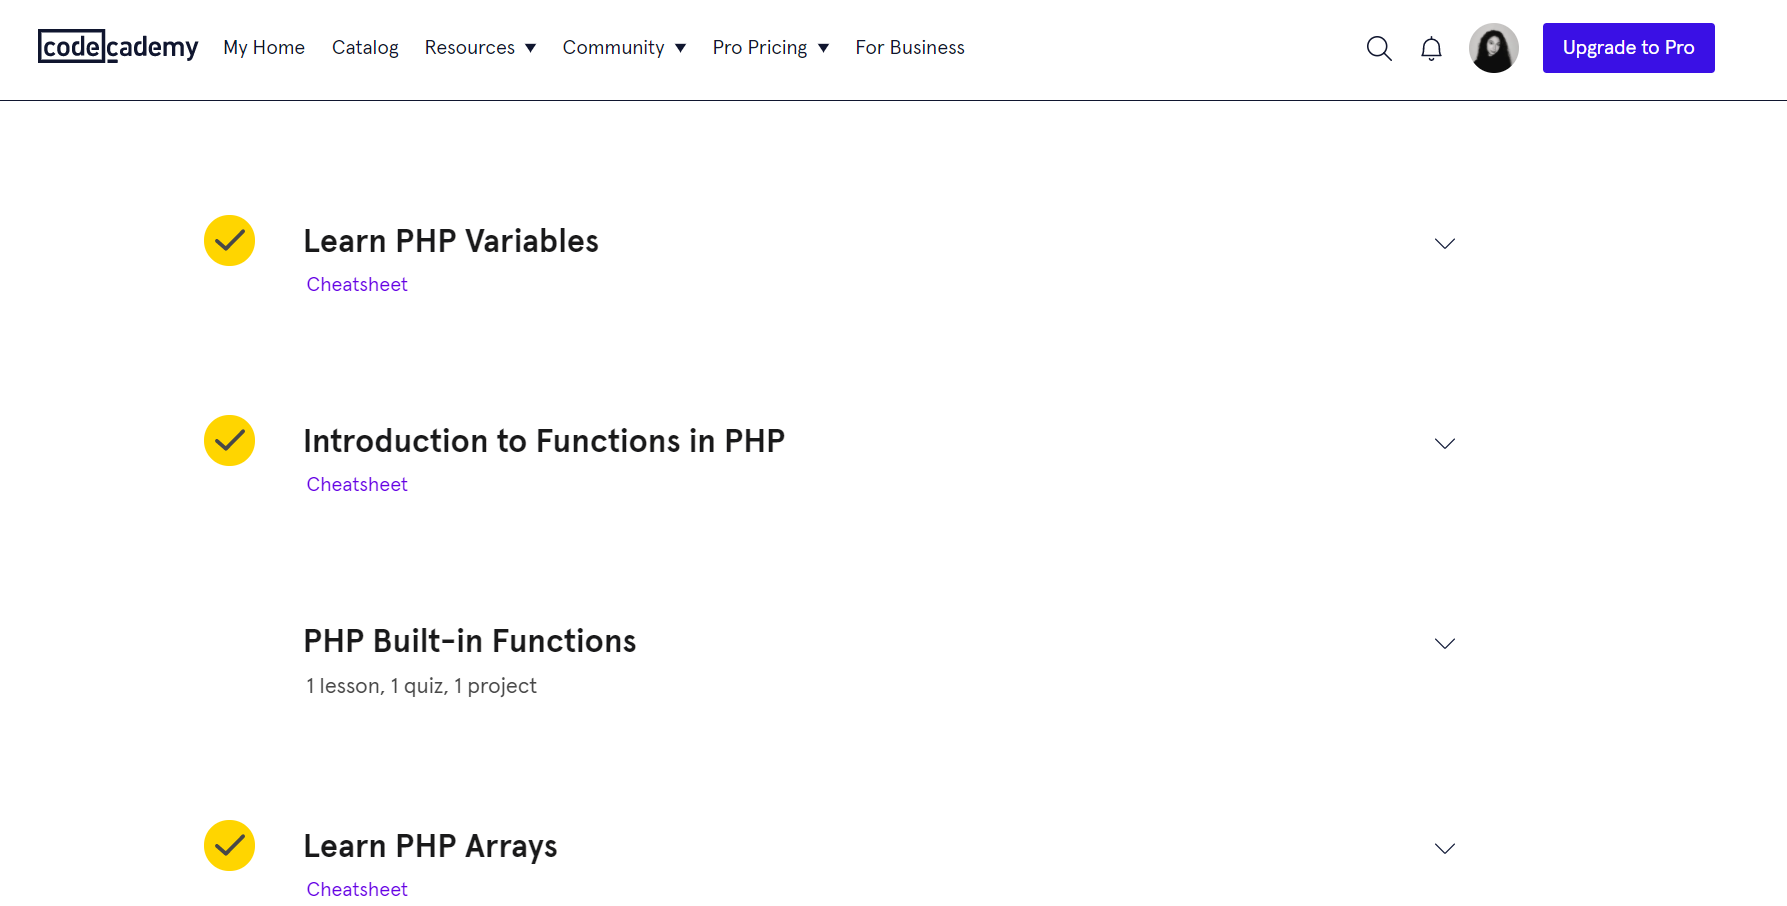 codecademy My Home Catalog Resources Community Pro Pricing For Business Upgrade to Pro
Learn PHP Variables
Cheatsheet
Introduction to Functions in PHP
Cheatsheet
PHP Built-in Functions
1 lesson, 1 quiz, 1 project
Learn PHP Arrays
Cheatsheet